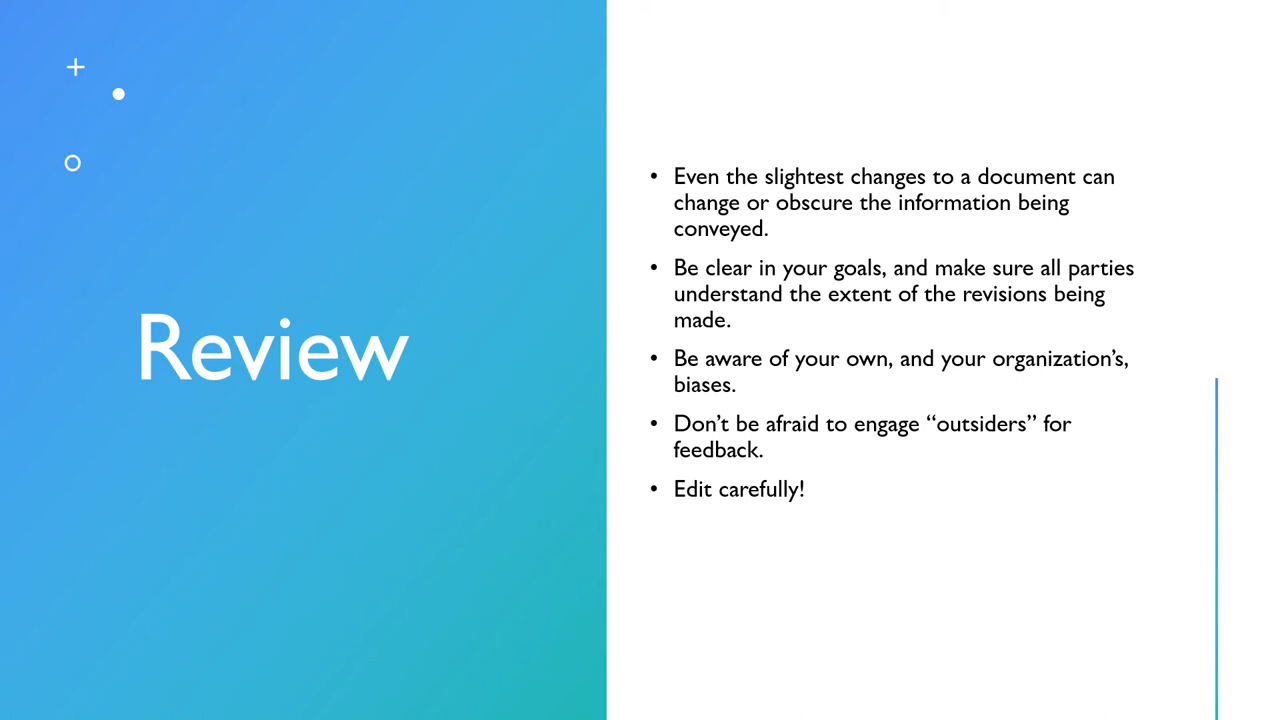 Review
• Even the slightest changes to a document can
change or obscure the information being
conveyed.
• Be clear in your goals, and make sure all parties
understand the extent of the revisions being
made.
• Be aware of your own, and your organization’s,
biases.
• Don’t be afraid to engage “outsiders” for
feedback.
• Edit carefully!